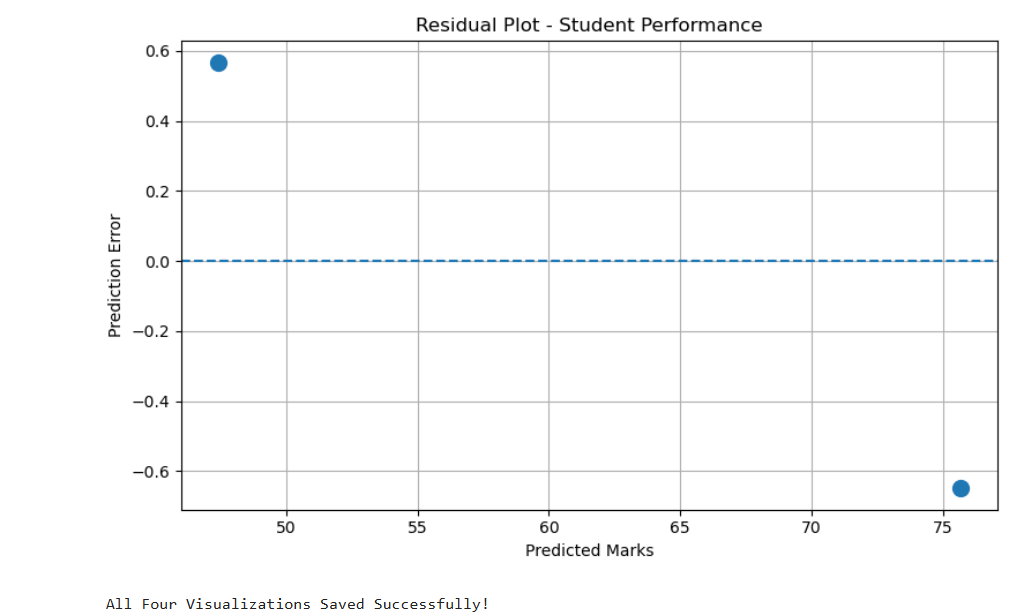 Residual Plot - Student Performance
Prediction Error
0.6
0.4
0.2
0.0
−0.2
−0.4
−0.6
50 55 60 65 70 75
Predicted Marks
All Four Visualizations Saved Successfully!